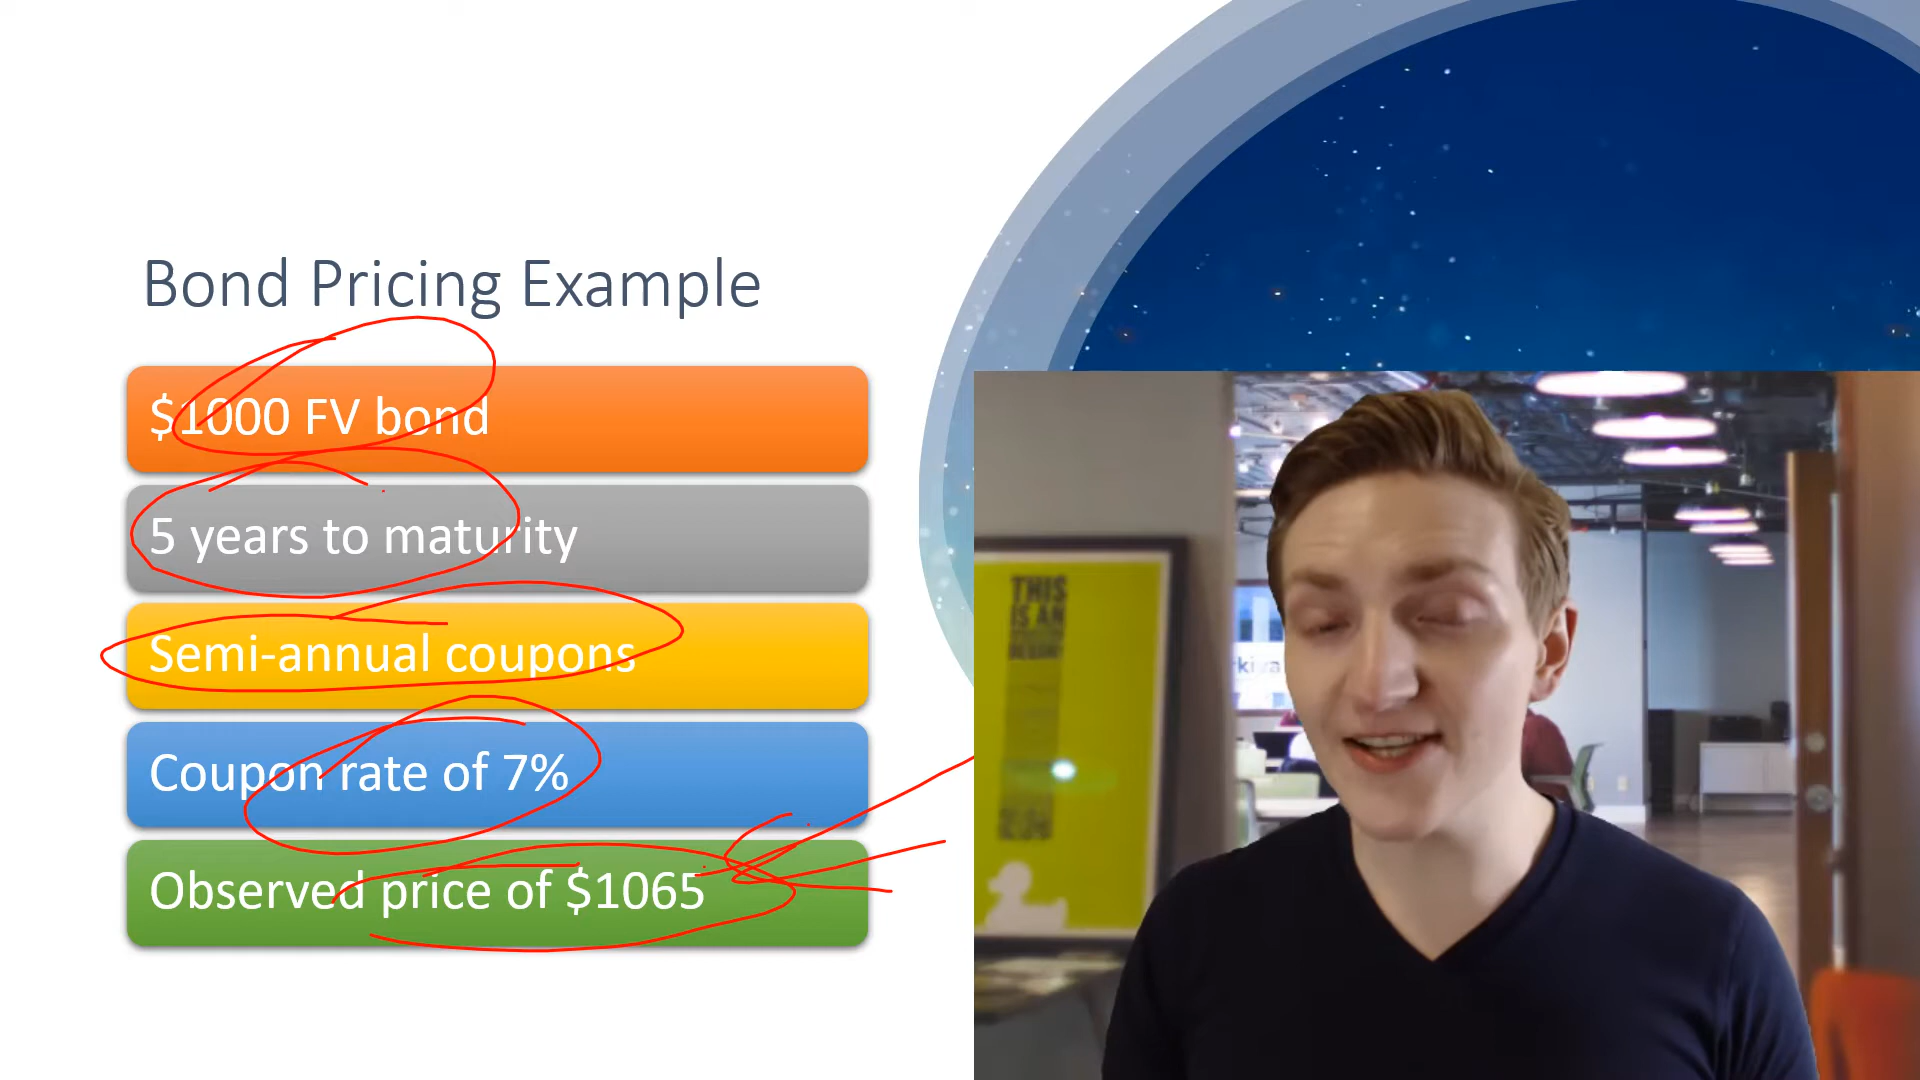 Bond Pricing Example
$1000 FV bond
5 years to maturity
Semi-annual coupons
Coupon rate of 7%
Observed price of $1065
THIS
IS AN